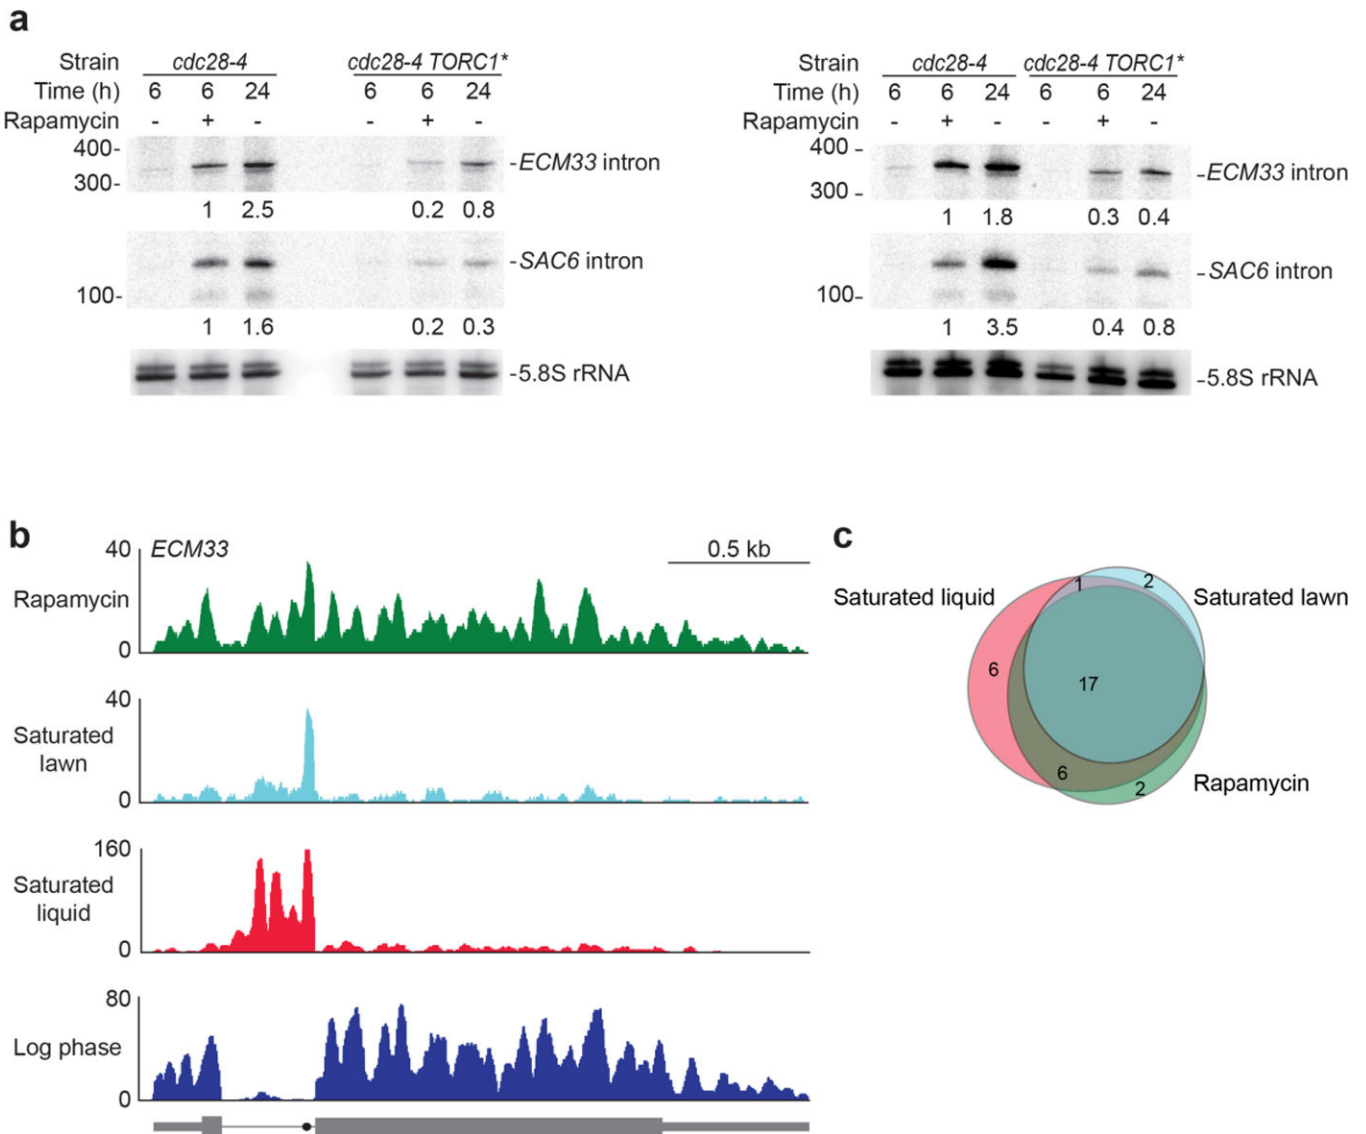 a
Strain cdc28-4 cdc28-4 TORC1*
Time (h) 6 6 24 6 6 24
Rapamycin - + - - + -
400-
300-
-ECM33 intron
1 2.5 0.2 0.8
-SAC6 intron
100-
1 1.6 0.2 0.3
-5.8S rRNA
Strain cdc28-4 cdc28-4 TORC1*
Time (h) 6 6 24 6 6 24
Rapamycin - + - - + -
400 -
300 -
-ECM33 intron
1 1.8 0.3 0.4
-SAC6 intron
100-
1 3.5 0.4 0.8
-5.8S rRNA
b
ECM33
0.5 kb
40
Rapamycin
0
40
Saturated
lawn
0
160
Saturated
liquid
0
80
Log phase
0
c
Saturated liquid
1
2
Saturated lawn
6
17
6
2
Rapamycin